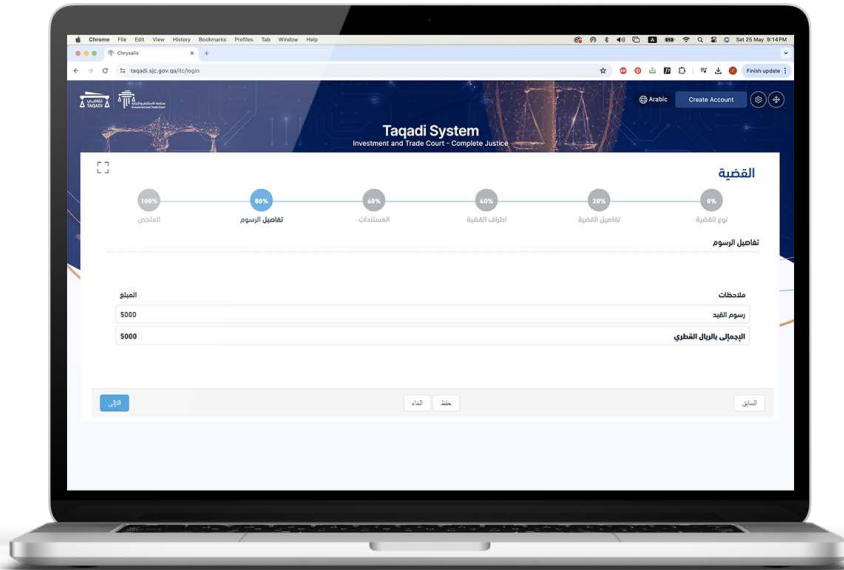 Chrome File Edit View History Bookmarks Profiles Tab Window Help Sat 25 May 9:14 PM
Chrysalis
taqadi.sjc.gov.qa/itc/login Finish update
TAQADI
Arabic Create Account
Taqadi System
Investment and Trade Court - Complete Justice
القضية
0% 20% 40% 60% 80% 100%
نوع القضية تفاصيل القضية اطراف القضية المستندات تفاصيل الرسوم الملخص
تفاصيل الرسوم
ملاحظات المبلغ
رسوم القيد 5000
الإجمالى بالريال القطري 5000
السابق حفظ الغاء التالي